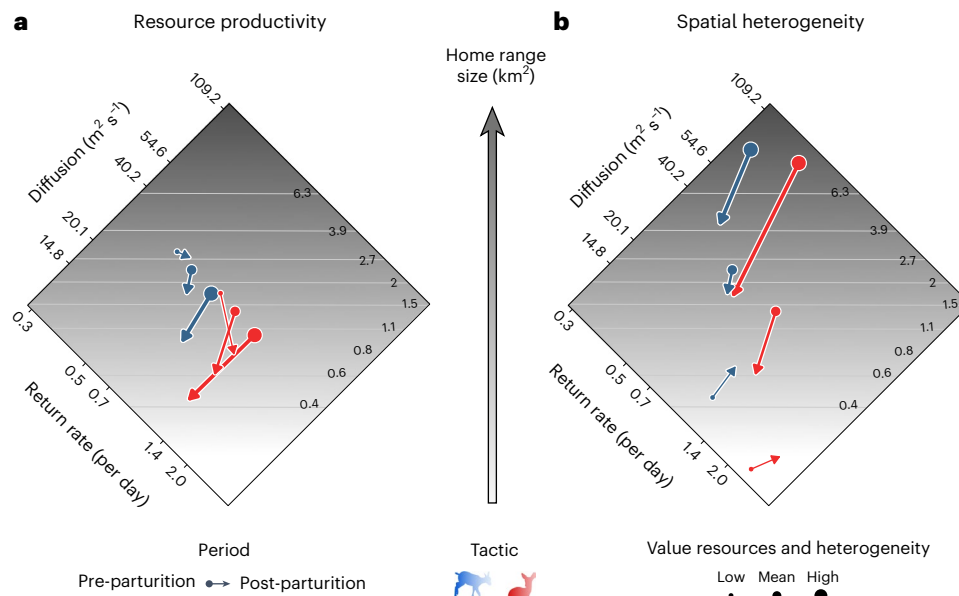 a
Resource productivity
b
Spatial heterogeneity
Home range
size (km²)
Diffusion (m² s⁻¹)
109.2
54.6
40.2
20.1
14.8
6.3
3.9
2.7
2
1.5
1.1
0.8
0.6
0.4
0.3
0.5
0.7
1.4
2.0
Return rate (per day)
Diffusion (m² s⁻¹)
109.2
54.6
40.2
20.1
14.8
6.3
3.9
2.7
2
1.5
1.1
0.8
0.6
0.4
0.3
0.5
0.7
1.4
2.0
Return rate (per day)
Period
Pre-parturition
Post-parturition
Tactic
Value resources and heterogeneity
Low Mean High